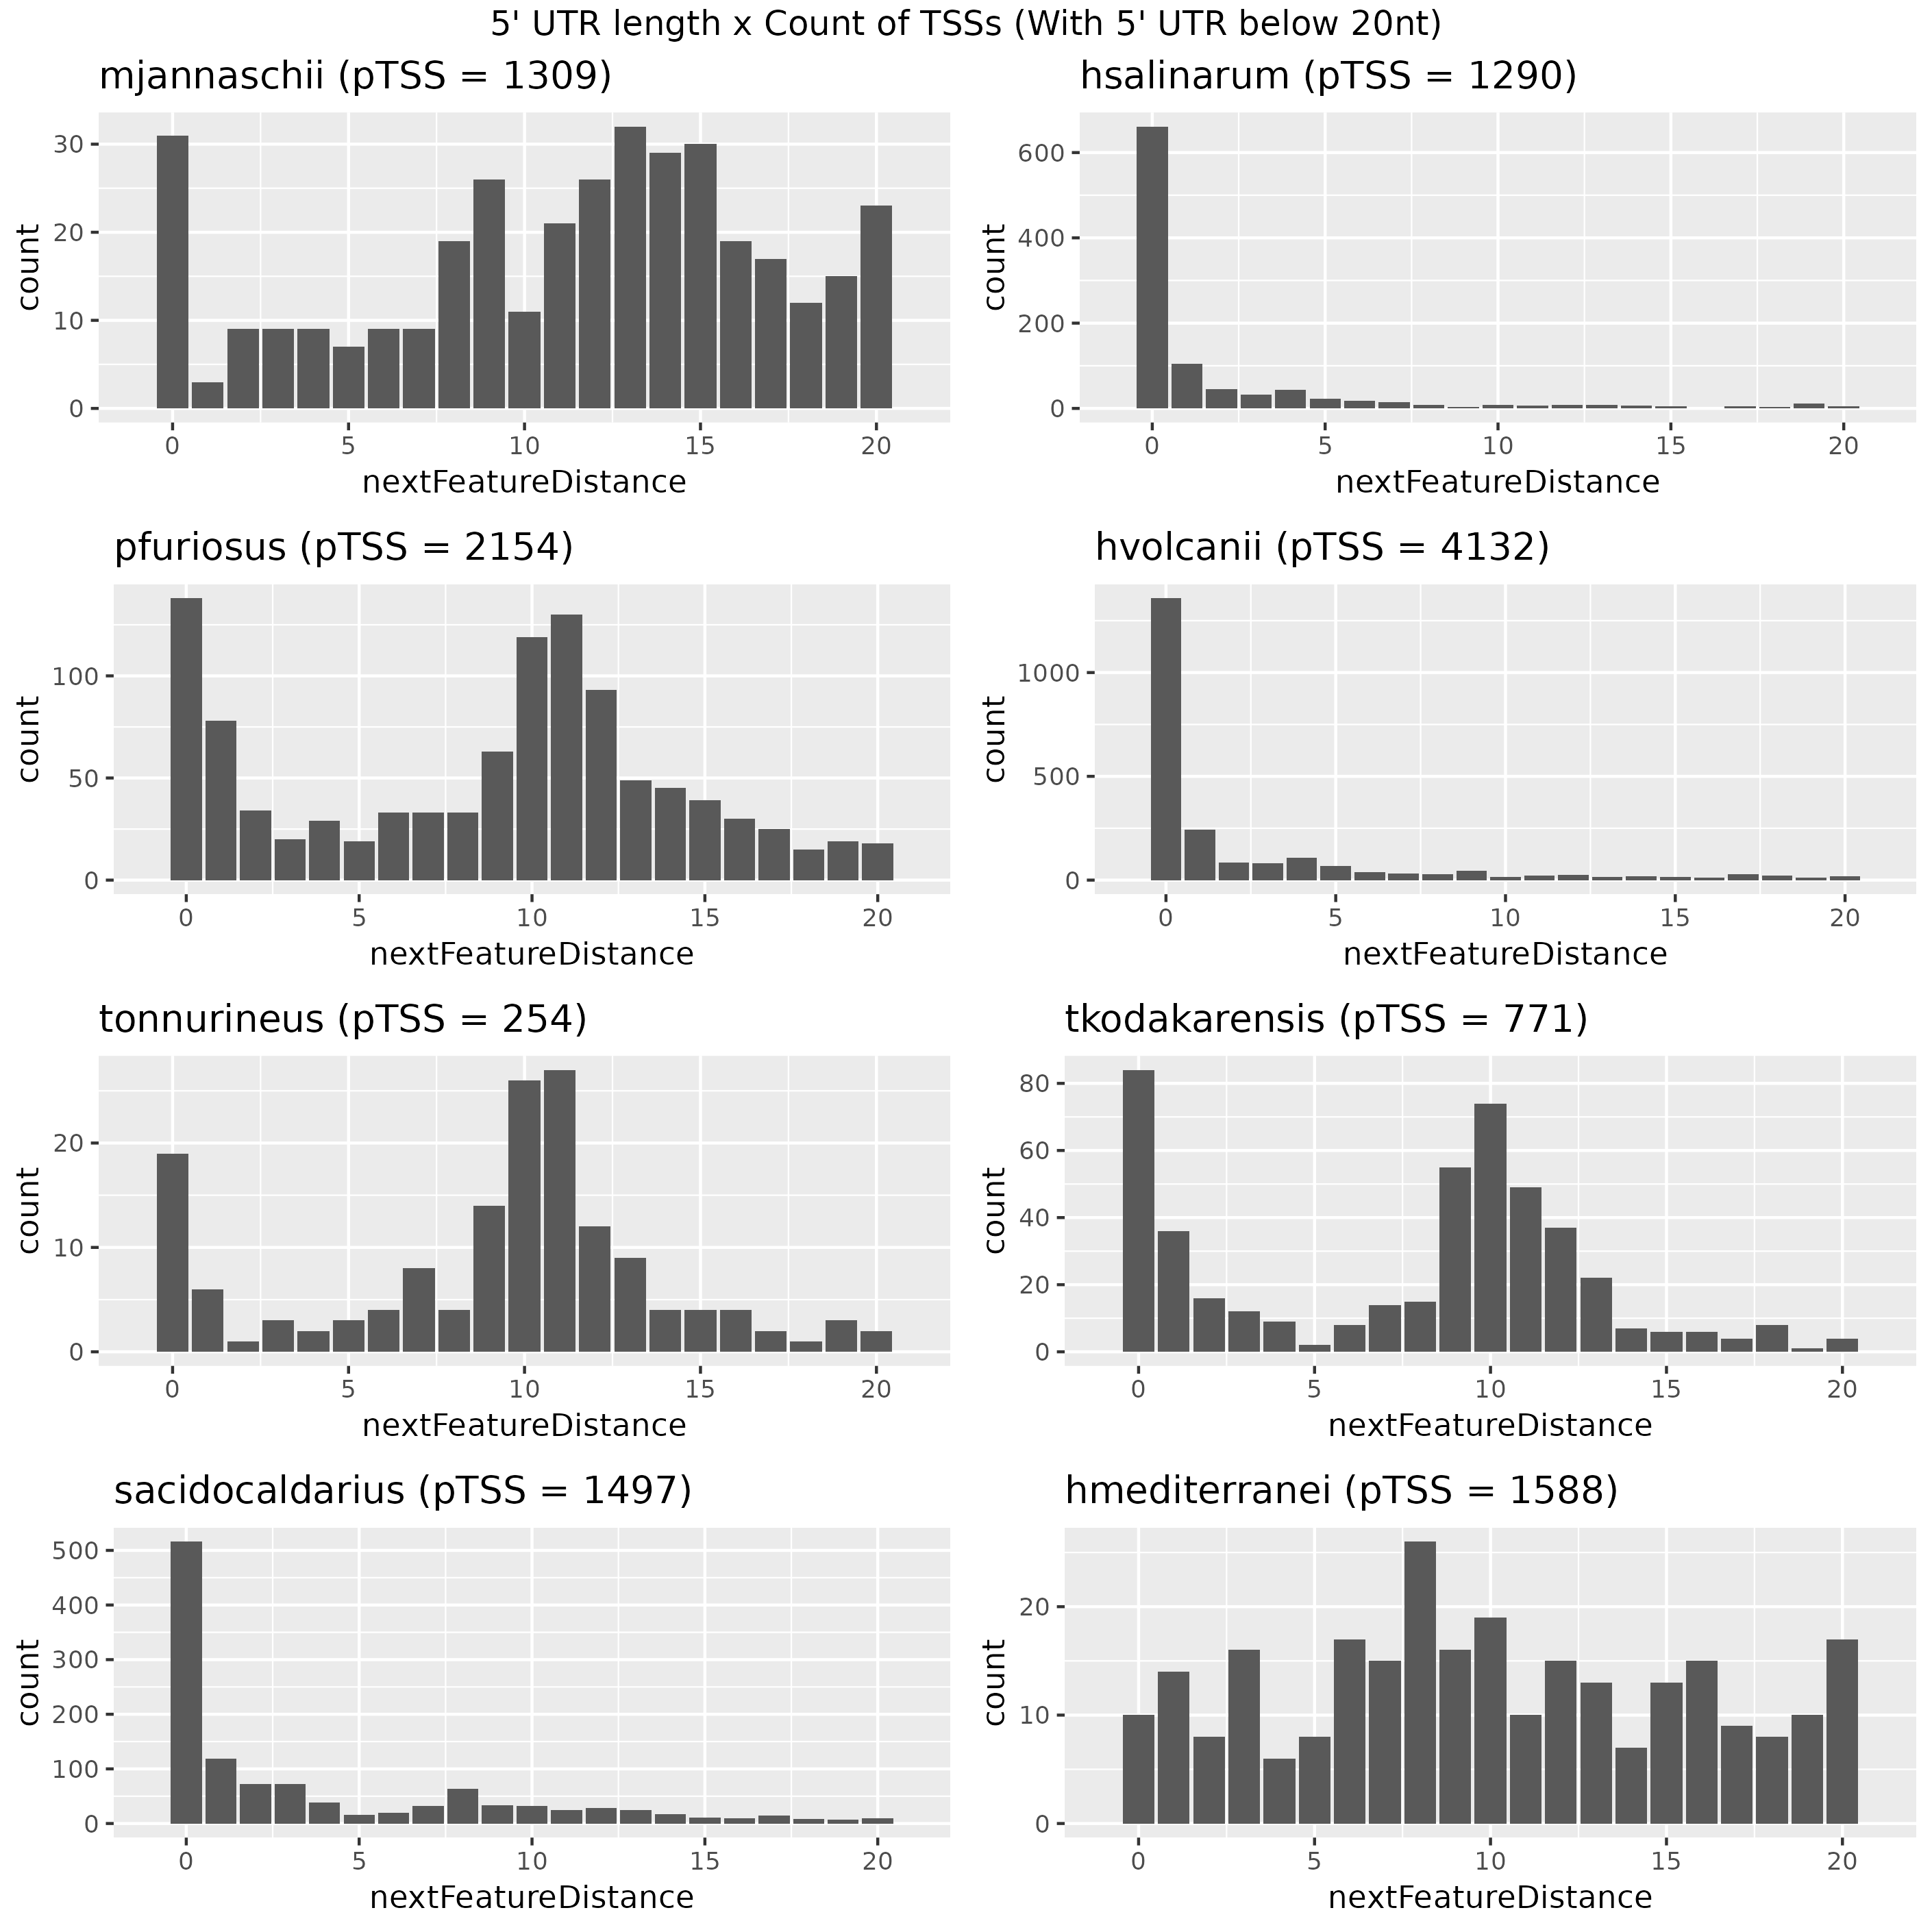 5' UTR length x Count of TSSs (With 5' UTR below 20nt)
mjannaschii (pTSS = 1309)
count
30
20
10
0
0 5 10 15 20
nextFeatureDistance
hsalinarum (pTSS = 1290)
count
600
400
200
0
0 5 10 15 20
nextFeatureDistance
pfuriosus (pTSS = 2154)
count
100
50
0
0 5 10 15 20
nextFeatureDistance
hvolcanii (pTSS = 4132)
count
1000
500
0
0 5 10 15 20
nextFeatureDistance
tonnurineus (pTSS = 254)
count
20
10
0
0 5 10 15 20
nextFeatureDistance
tkodakarensis (pTSS = 771)
count
80
60
40
20
0
0 5 10 15 20
nextFeatureDistance
sacidocaldarius (pTSS = 1497)
count
500
400
300
200
100
0
0 5 10 15 20
nextFeatureDistance
hmediterranei (pTSS = 1588)
count
20
10
0
0 5 10 15 20
nextFeatureDistance